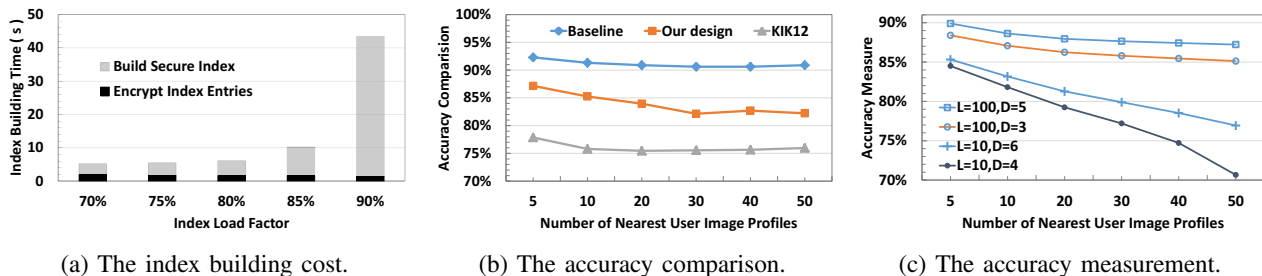 Index Building Time ( s )
50
40
30
20
10
0
Build Secure Index
Encrypt Index Entries
70% 75% 80% 85% 90%
Index Load Factor
(a) The index building cost.
Accuracy Comparision
100%
95%
90%
85%
80%
75%
70%
Baseline Our design KIK12
5 10 20 30 40 50
Number of Nearest User Image Profiles
(b) The accuracy comparison.
Accuracy Measure
90%
85%
80%
75%
70%
L=100,D=5
L=100,D=3
L=10,D=6
L=10,D=4
5 10 20 30 40 50
Number of Nearest User Image Profiles
(c) The accuracy measurement.